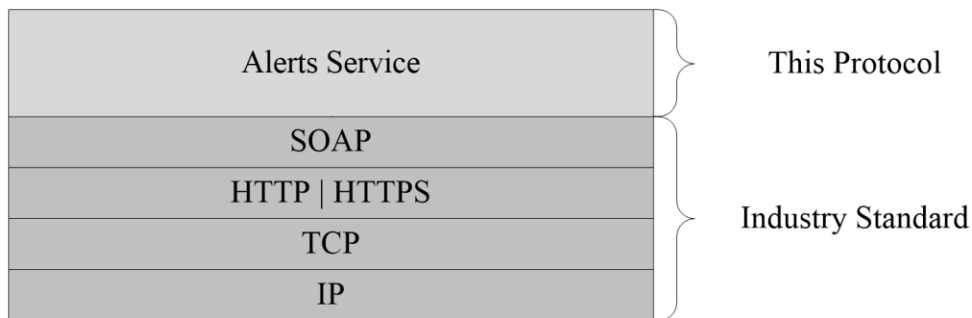 Alerts Service
This Protocol
SOAP
HTTP | HTTPS
TCP
IP
Industry Standard